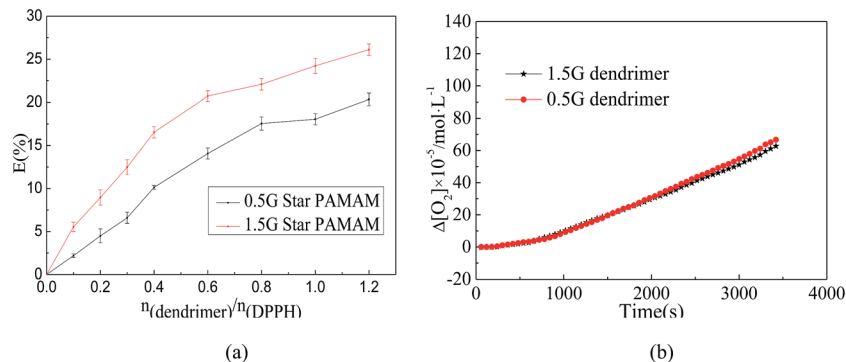 30
25
20
15
10
5
0
E(%)
0.5G Star PAMAM
1.5G Star PAMAM
0.0 0.2 0.4 0.6 0.8 1.0 1.2
n(dendrimer)/n(DPPH)
(a)
140
120
100
80
60
40
20
0
-20
Δ[O₂]×10⁻⁵/mol·L⁻¹
1.5G dendrimer
0.5G dendrimer
0 1000 2000 3000 4000
Time(s)
(b)